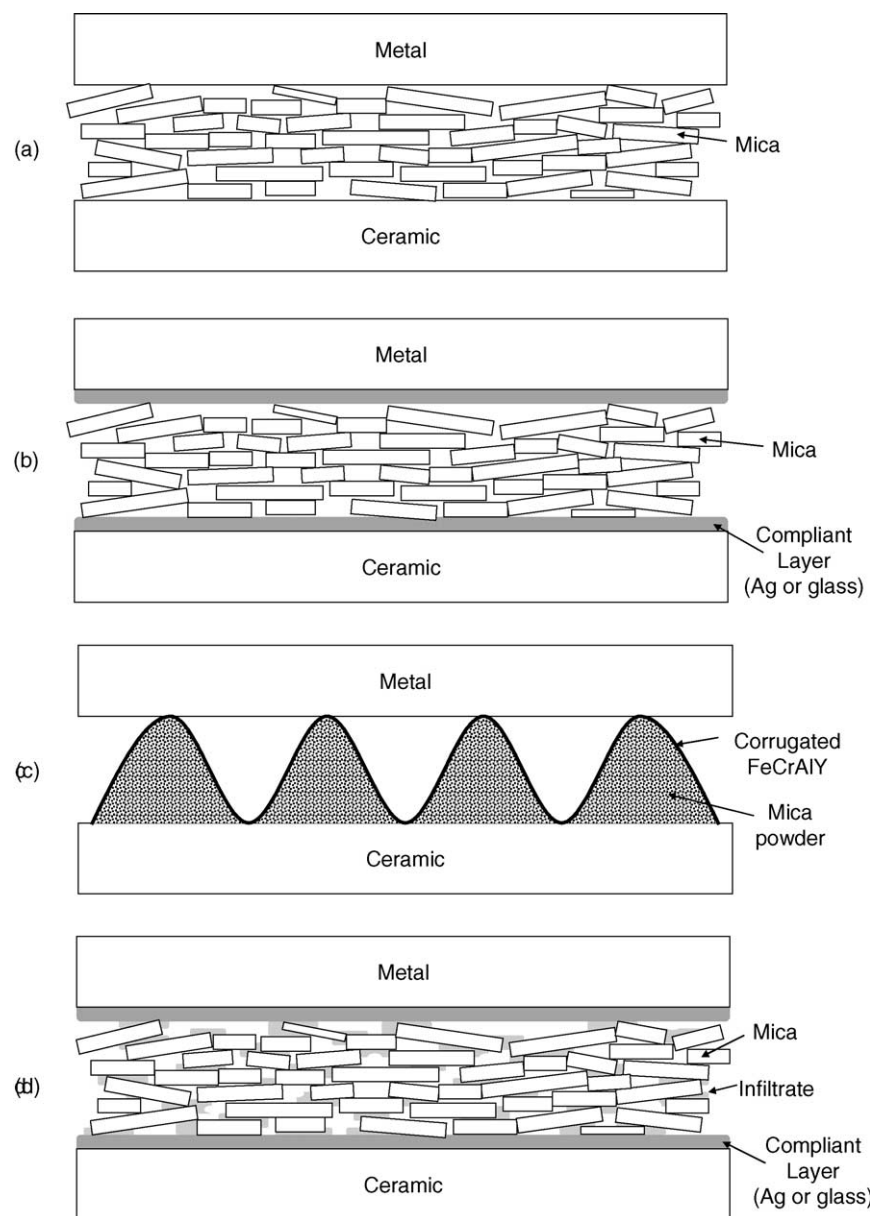 Metal
(a)
Mica
Ceramic
Metal
(b)
Mica
Compliant
Layer
(Ag or glass)
Ceramic
Metal
(c)
Corrugated
FeCrAlY
Mica
powder
Ceramic
Metal
Mica
(d)
Infiltrate
Compliant
Layer
(Ag or glass)
Ceramic